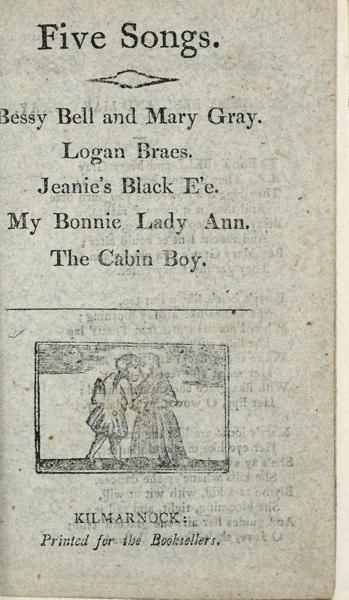 Five Songs.
Bessy Bell and Mary Gray.
Logan Braes.
Jeanie's Black E'e.
My Bonnie Lady Ann.
The Cabin Boy.
KILMARNOCK:
Printed for the Booksellers.